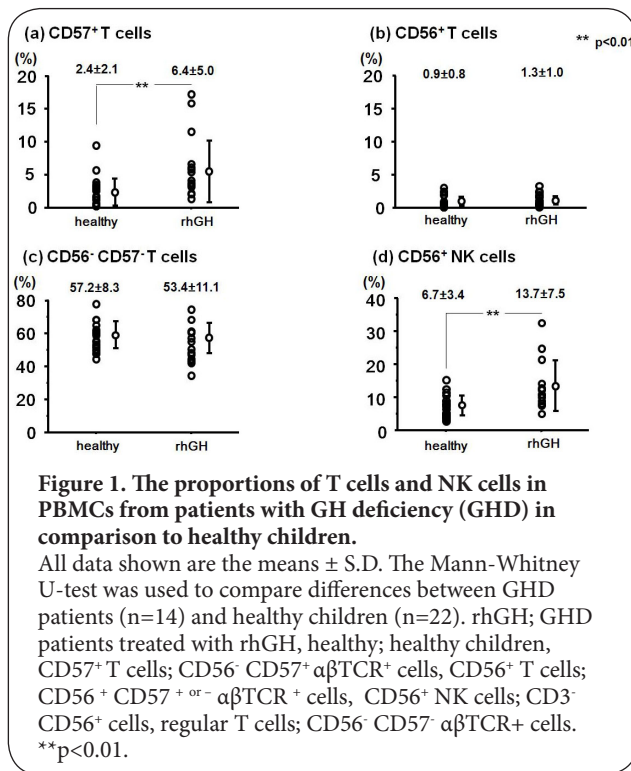 (a) CD57⁺ T cells
(b) CD56⁺ T cells
** p<0.01
(%)
2.4±2.1
6.4±5.0
**
20
15
10
5
0
healthy
rhGH
(%)
0.9±0.8
1.3±1.0
20
15
10
5
0
healthy
rhGH
(c) CD56⁻ CD57⁻ T cells
(d) CD56⁺ NK cells
(%)
57.2±8.3
53.4±11.1
80
60
40
20
0
healthy
rhGH
(%)
6.7±3.4
13.7±7.5
**
40
30
20
10
0
healthy
rhGH
Figure 1. The proportions of T cells and NK cells in
PBMCs from patients with GH deficiency (GHD) in
comparison to healthy children.
All data shown are the means ± S.D. The Mann-Whitney
U-test was used to compare differences between GHD
patients (n=14) and healthy children (n=22). rhGH; GHD
patients treated with rhGH, healthy; healthy children,
CD57⁺ T cells; CD56⁻ CD57⁺ αβTCR⁺ cells, CD56⁺ T cells;
CD56 ⁺ CD57 ⁺ ᵒʳ ⁻ αβTCR ⁺ cells, CD56⁺ NK cells; CD3⁻
CD56⁺ cells, regular T cells; CD56⁻ CD57⁻ αβTCR+ cells.
**p<0.01.